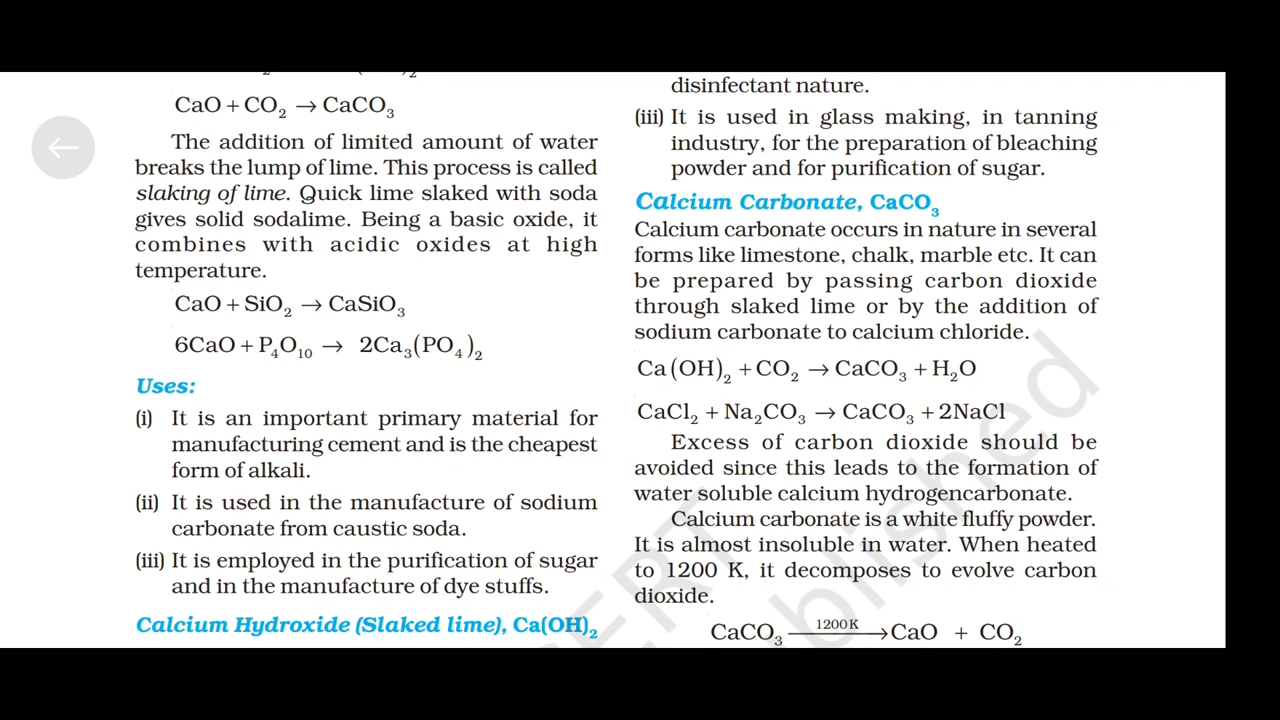 CaO + CO₂ → CaCO₃
The addition of limited amount of water
breaks the lump of lime. This process is called
slaking of lime. Quick lime slaked with soda
gives solid sodalime. Being a basic oxide, it
combines with acidic oxides at high
temperature.
CaO + SiO₂ → CaSiO₃
6CaO + P₄O₁₀ → 2Ca₃(PO₄)₂
Uses:
(i) It is an important primary material for
manufacturing cement and is the cheapest
form of alkali.
(ii) It is used in the manufacture of sodium
carbonate from caustic soda.
(iii) It is employed in the purification of sugar
and in the manufacture of dye stuffs.
Calcium Hydroxide (Slaked lime), Ca(OH)₂
disinfectant nature.
(iii) It is used in glass making, in tanning
industry, for the preparation of bleaching
powder and for purification of sugar.
Calcium Carbonate, CaCO₃
Calcium carbonate occurs in nature in several
forms like limestone, chalk, marble etc. It can
be prepared by passing carbon dioxide
through slaked lime or by the addition of
sodium carbonate to calcium chloride.
Ca(OH)₂ + CO₂ → CaCO₃ + H₂O
CaCl₂ + Na₂CO₃ → CaCO₃ + 2NaCl
Excess of carbon dioxide should be
avoided since this leads to the formation of
water soluble calcium hydrogencarbonate.
Calcium carbonate is a white fluffy powder.
It is almost insoluble in water. When heated
to 1200 K, it decomposes to evolve carbon
dioxide.
CaCO₃ —1200 K→ CaO + CO₂